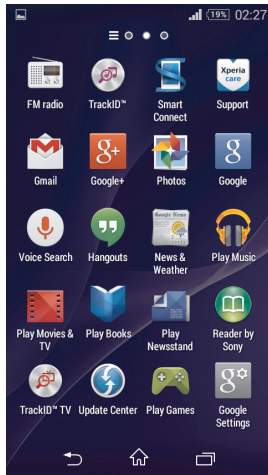 19% 02:27
FM radio TrackID™ Smart Connect Xperia care Support
Gmail g+ Google+ Photos g Google
Voice Search Hangouts Google News News & Weather Play Music
Play Movies & TV Play Books Play Newsstand Reader by Sony
TrackID™ TV Update Center Play Games g Google Settings